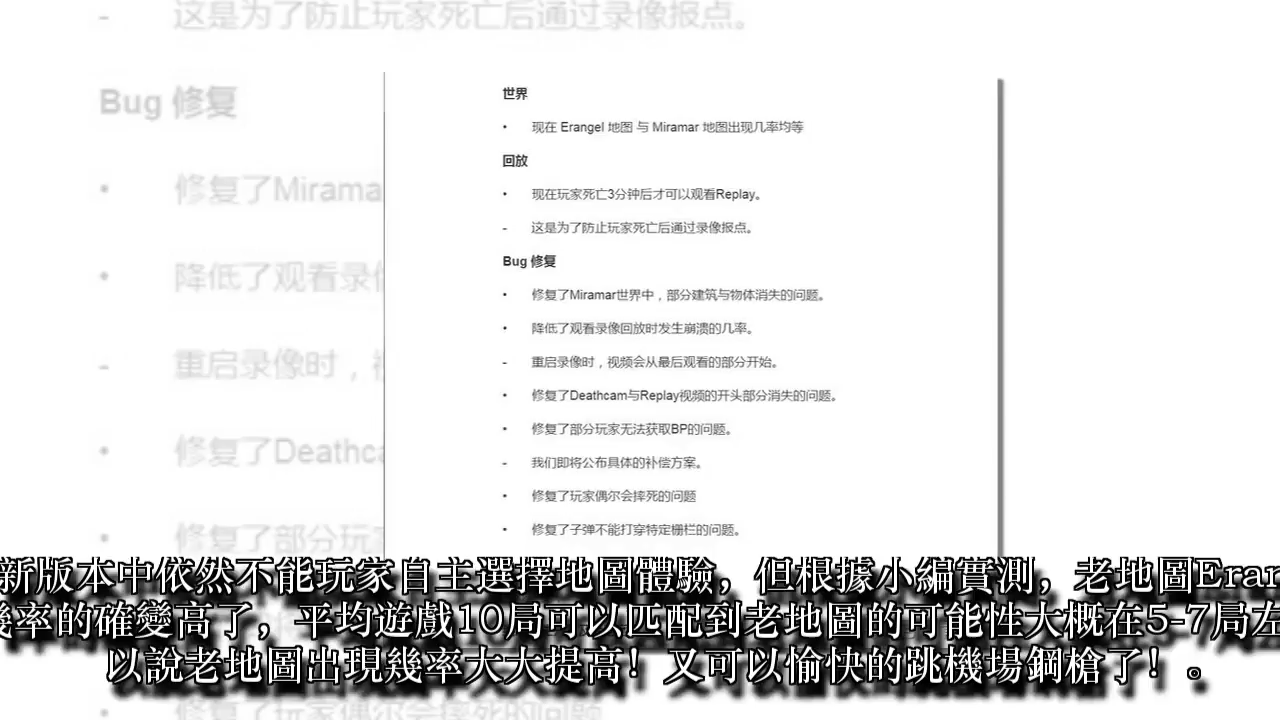 这是为了防止玩家死亡后通过录像报点。
Bug 修复
• 修复了Mirama
• 降低了观看录
- 重启录像时，
• 修复了Deathc
• 修复了部分玩
世界
• 现在 Erangel 地图 与 Miramar 地图出现几率均等
回放
• 现在玩家死亡3分钟后才可以观看Replay。
- 这是为了防止玩家死亡后通过录像报点。
Bug 修复
• 修复了Miramar世界中，部分建筑与物体消失的问题。
• 降低了观看录像回放时发生崩溃的几率。
- 重启录像时，视频会从最后观看的部分开始。
• 修复了Deathcam与Replay视频的开头部分消失的问题。
• 修复了部分玩家无法获取BP的问题。
- 我们即将公布具体的补偿方案。
• 修复了玩家偶尔会摔死的问题
• 修复了子弹不能打穿特定栅栏的问题。
新版本中依然不能玩家自主選擇地圖體驗，但根據小編實測，老地圖Eran
幾率的確變高了，平均遊戲10局可以匹配到老地圖的可能性大概在5-7局左
以說老地圖出現幾率大大提高！又可以愉快的跳機場鋼槍了！。